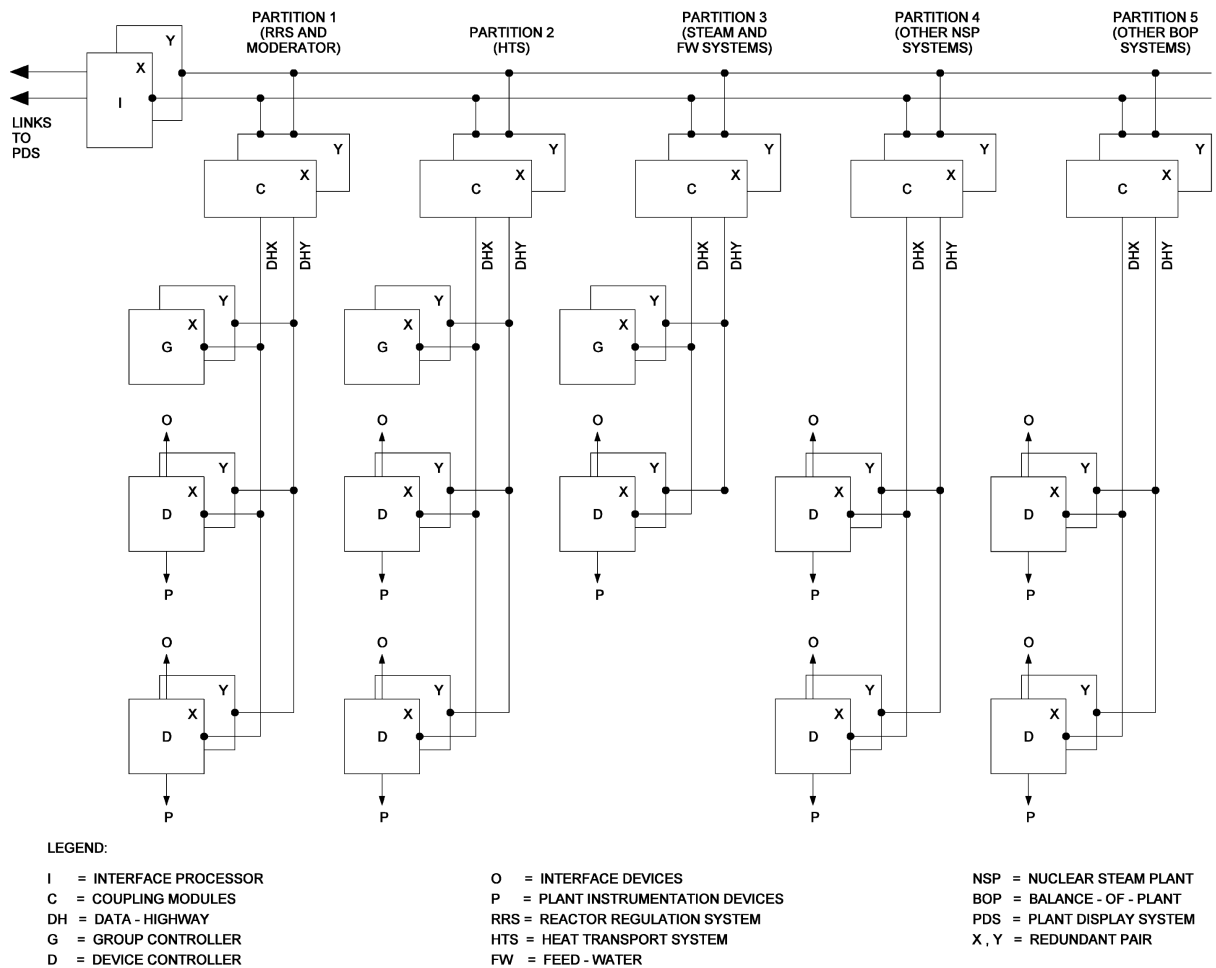 PARTITION 1
(RRS AND
MODERATOR)
PARTITION 2
(HTS)
PARTITION 3
(STEAM AND
FW SYSTEMS)
PARTITION 4
(OTHER NSP
SYSTEMS)
PARTITION 5
(OTHER BOP
SYSTEMS)
Y
X
I
LINKS
TO
PDS
Y Y Y Y Y
X X X X X
C C C C C
DHX DHY DHX DHY DHX DHY DHX DHY DHX DHY
Y Y Y
X X X
G G G
O O O O O
Y Y Y Y Y
X X X X X
D D D D D
P P P P P
O O O O
Y Y Y Y
X X X X
D D D D
P P P P
LEGEND:
I = INTERFACE PROCESSOR
C = COUPLING MODULES
DH = DATA - HIGHWAY
G = GROUP CONTROLLER
D = DEVICE CONTROLLER
O = INTERFACE DEVICES
P = PLANT INSTRUMENTATION DEVICES
RRS = REACTOR REGULATION SYSTEM
HTS = HEAT TRANSPORT SYSTEM
FW = FEED - WATER
NSP = NUCLEAR STEAM PLANT
BOP = BALANCE - OF - PLANT
PDS = PLANT DISPLAY SYSTEM
X , Y = REDUNDANT PAIR